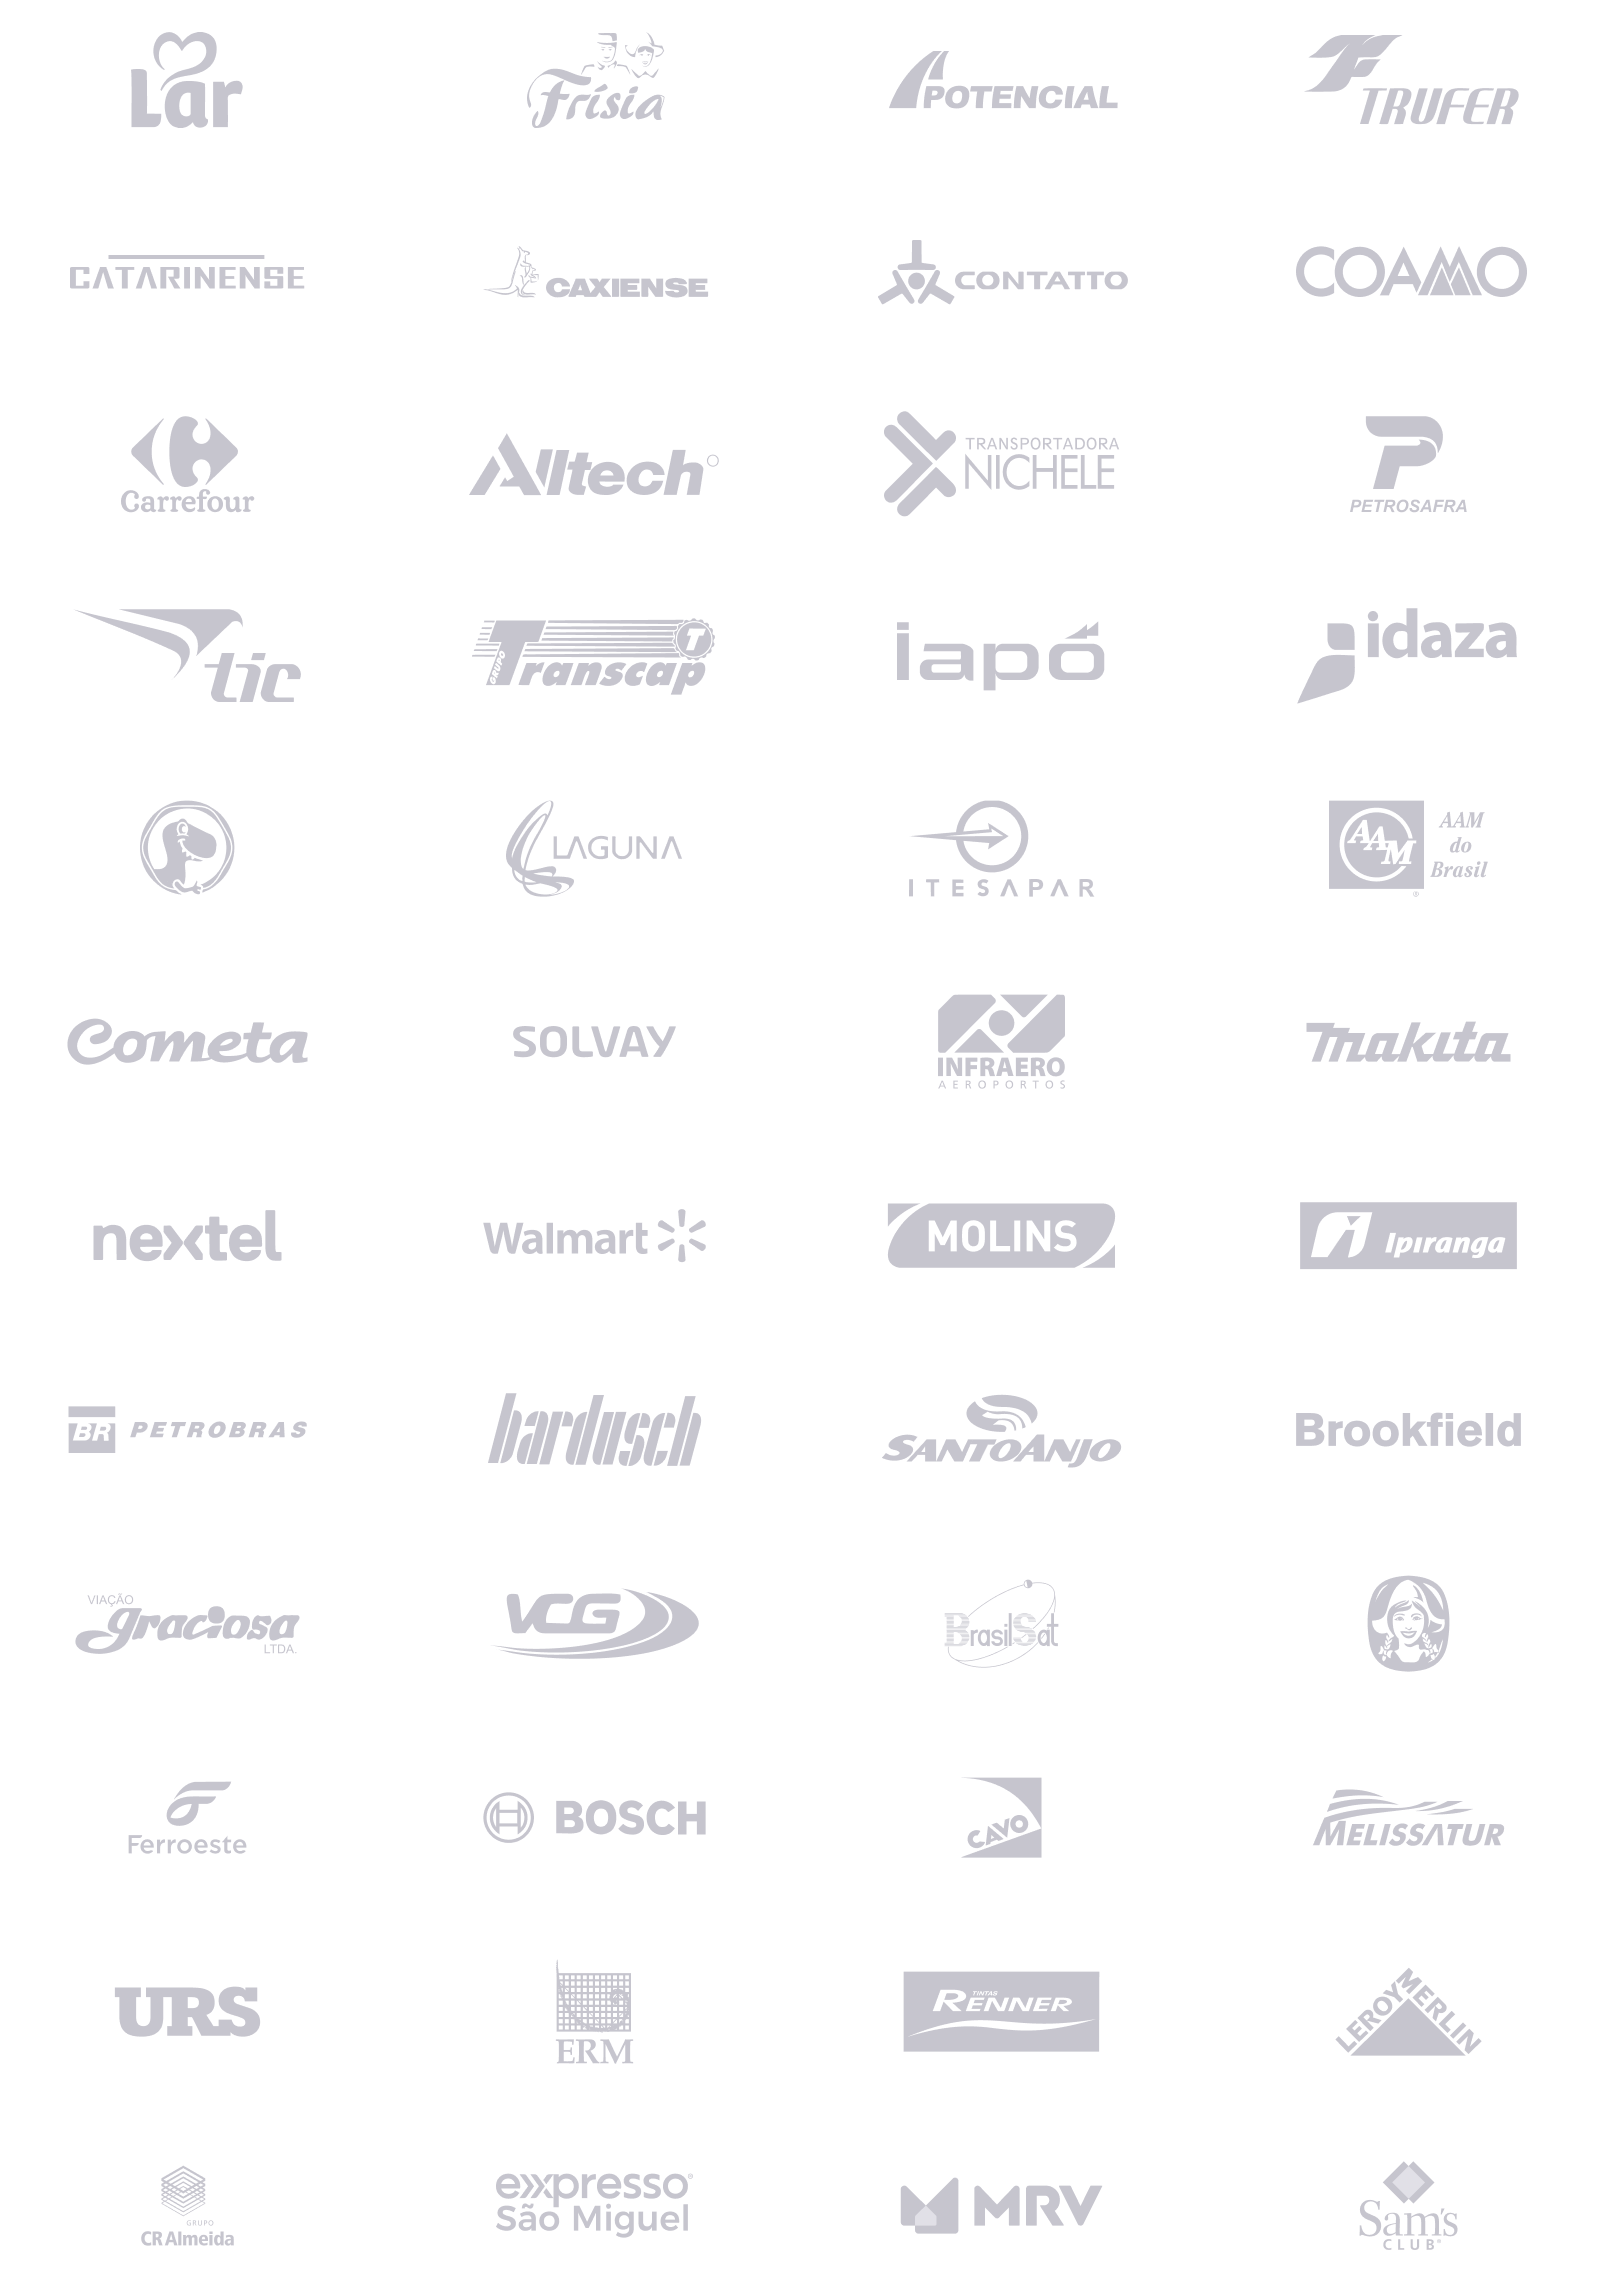 Lar
Frísia
POTENCIAL
TRUFER
CATARINENSE
CAXIENSE
CONTATTO
COAMO
Carrefour
Alltech
TRANSPORTADORA
NICHELE
PETROSAFRA
tic
GRUPO
Transcap
T
iapó
idaza
LAGUNA
ITESAPAR
AAM
AAM
do
Brasil
®
Cometa
SOLVAY
INFRAERO
AEROPORTOS
makita
nextel
Walmart
MOLINS
Ipiranga
BR PETROBRAS
bardusch
SANTOANJO
Brookfield
VIAÇÃO
graciosa
LTDA.
VCG
BrasilSat
Ferroeste
BOSCH
CAVO
MELISSATUR
URS
ERM
TINTAS
RENNER
LEROY MERLIN
GRUPO
CR Almeida
expresso®
São Miguel
MRV
Sam's
CLUB®